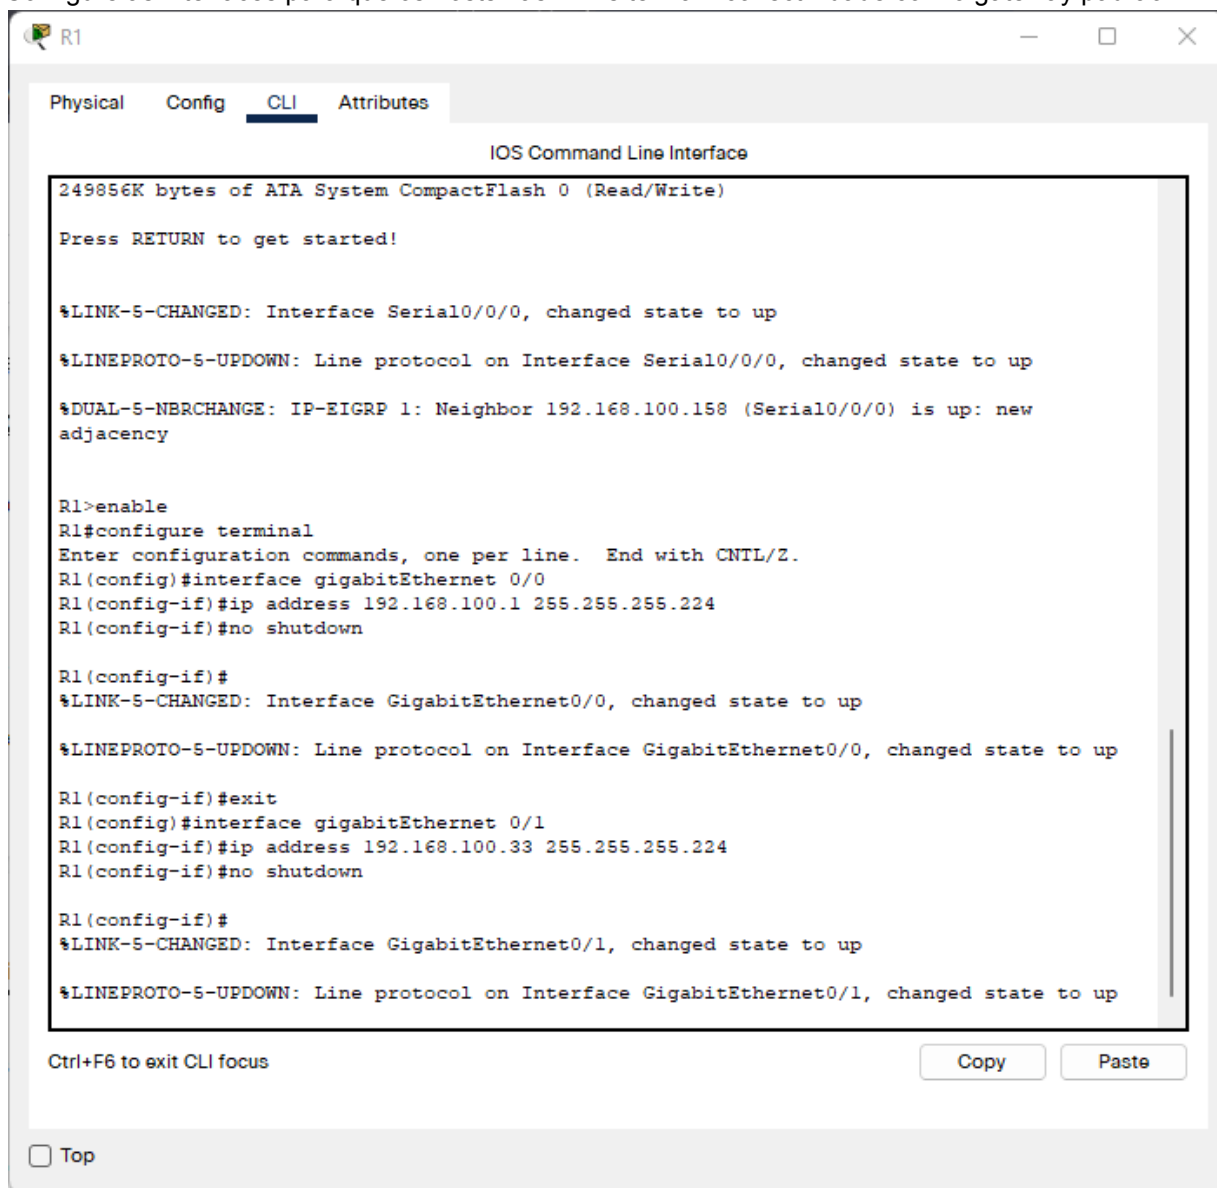 R1
Physical Config CLI Attributes
IOS Command Line Interface
249856K bytes of ATA System CompactFlash 0 (Read/Write)
Press RETURN to get started!
%LINK-5-CHANGED: Interface Serial0/0/0, changed state to up
%LINEPROTO-5-UPDOWN: Line protocol on Interface Serial0/0/0, changed state to up
%DUAL-5-NBRCHANGE: IP-EIGRP 1: Neighbor 192.168.100.158 (Serial0/0/0) is up: new
adjacency
R1>enable
R1#configure terminal
Enter configuration commands, one per line.  End with CNTL/Z.
R1(config)#interface gigabitEthernet 0/0
R1(config-if)#ip address 192.168.100.1 255.255.255.224
R1(config-if)#no shutdown
R1(config-if)#
%LINK-5-CHANGED: Interface GigabitEthernet0/0, changed state to up
%LINEPROTO-5-UPDOWN: Line protocol on Interface GigabitEthernet0/0, changed state to up
R1(config-if)#exit
R1(config)#interface gigabitEthernet 0/1
R1(config-if)#ip address 192.168.100.33 255.255.255.224
R1(config-if)#no shutdown
R1(config-if)#
%LINK-5-CHANGED: Interface GigabitEthernet0/1, changed state to up
%LINEPROTO-5-UPDOWN: Line protocol on Interface GigabitEthernet0/1, changed state to up
Ctrl+F6 to exit CLI focus
Copy Paste
Top